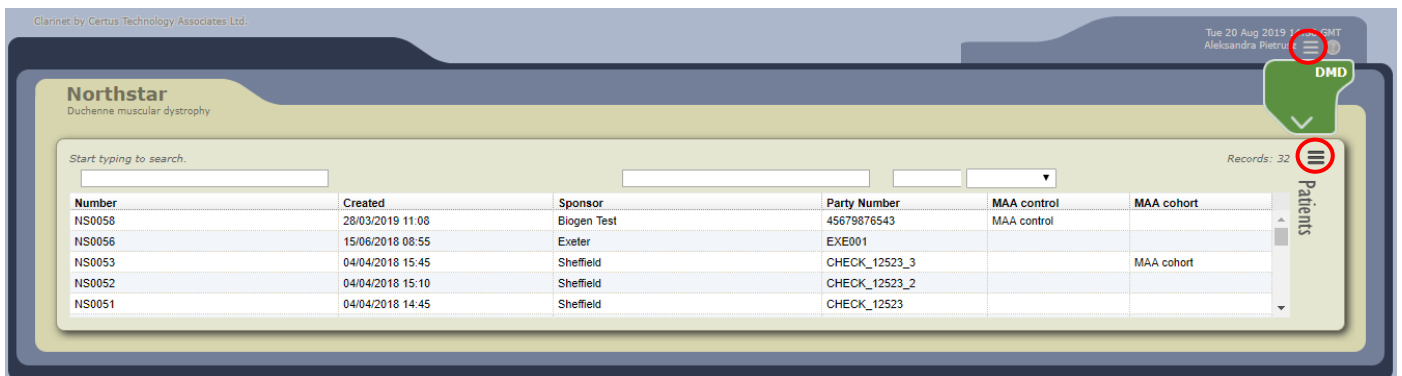 Clarinet by Certus Technology Associates Ltd.
Tue 20 Aug 2019 GMT
Aleksandra
DMD
Northstar
Duchenne muscular dystrophy
Start typing to search.
Records: 32
Patients
Number Created Sponsor Party Number MAA control MAA cohort
NS0058 28/03/2019 11:08 Biogen Test 45679876543 MAA control
NS0056 15/06/2018 08:55 Exeter EXE001
NS0053 04/04/2018 15:45 Sheffield CHECK_12523_3 MAA cohort
NS0052 04/04/2018 15:10 Sheffield CHECK_12523_2
NS0051 04/04/2018 14:45 Sheffield CHECK_12523